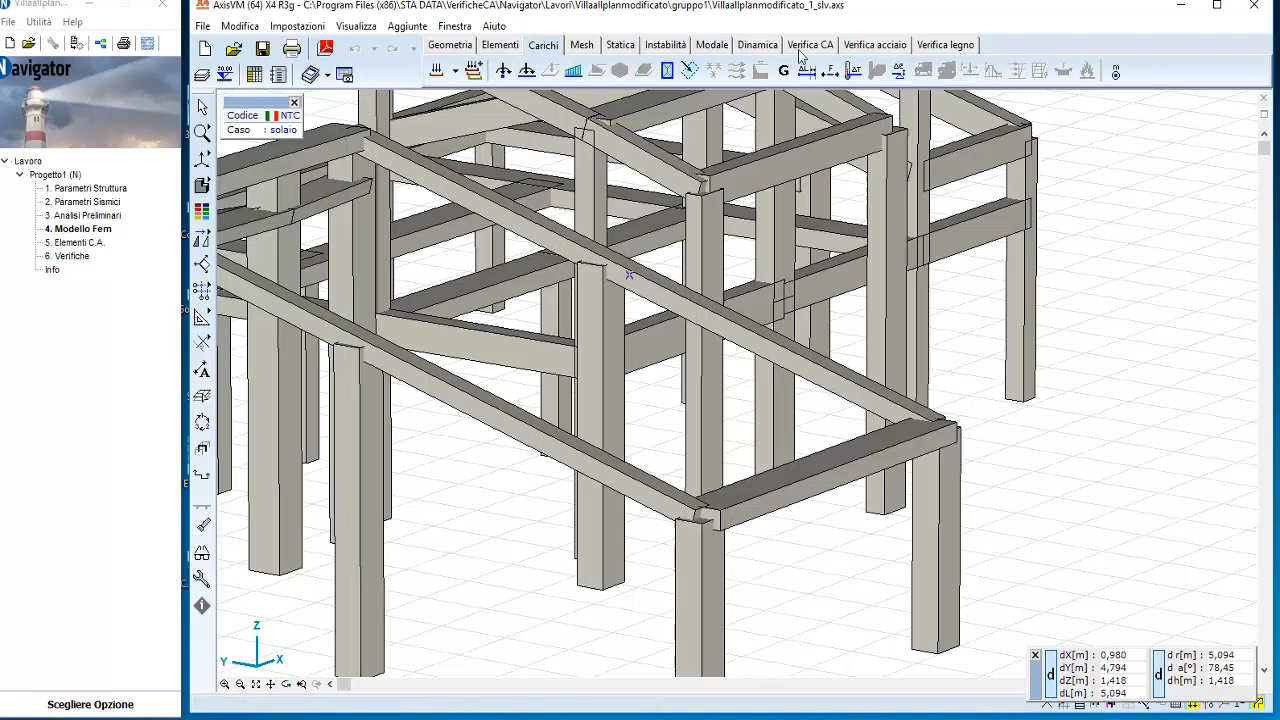 Villaallplan...
File Utilità Help
Navigator
Lavoro
Progetto1 (N)
1. Parametri Struttura
2. Parametri Sismici
3. Analisi Preliminari
4. Modello Fem
5. Elementi C.A.
6. Verifiche
Info
Scegliere Opzione
AxisVM (64) X4 R3g - C:\Program Files (x86)\STA DATA\VerificheCA\Navigator\Lavori\Villaallplanmodificato\gruppo1\Villaallplanmodificato_1_slv.axs
File Modifica Impostazioni Visualizza Aggiunte Finestra Aiuto
Geometria Elementi Carichi Mesh Statica Instabilità Modale Dinamica Verifica CA Verifica acciaio Verifica legno
Codice NTC
Caso : solaio
Z
Y X
dX[m] : 0,980
dY[m] : 4,794
dZ[m] : 1,418
dL[m] : 5,094
d r[m] : 5,094
d a[°] : 78,45
dh[m] : 1,418
d
d